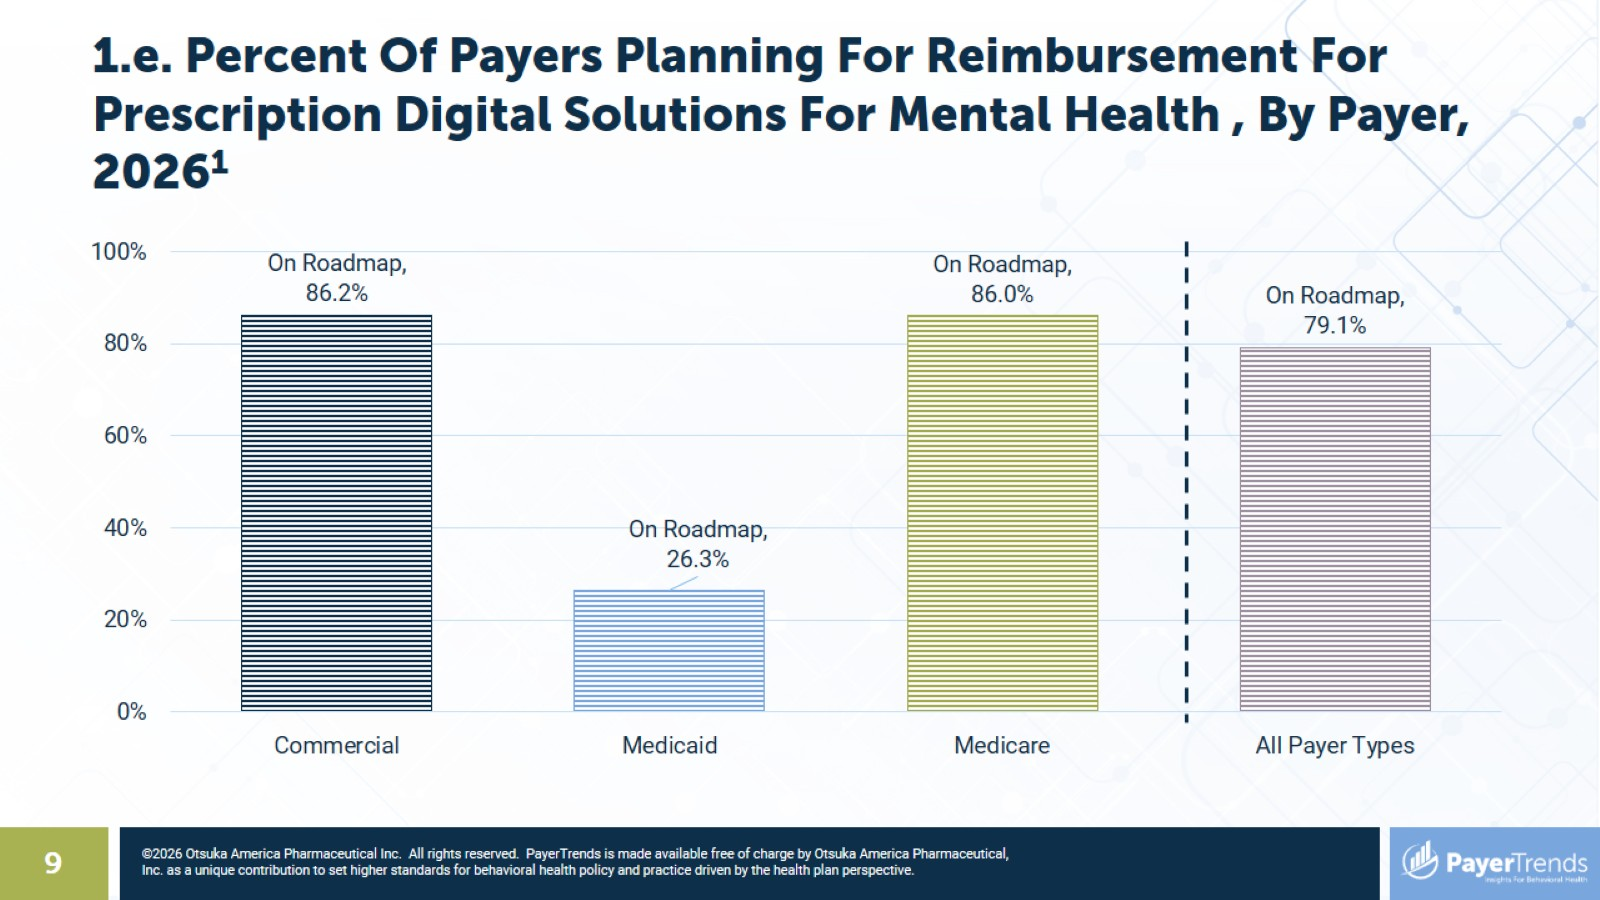 1.e. Percent Of Payers Planning For Reimbursement For
Prescription Digital Solutions For Mental Health , By Payer,
2026¹
100%
80%
60%
40%
20%
0%
On Roadmap,
86.2%
On Roadmap,
26.3%
On Roadmap,
86.0%
On Roadmap,
79.1%
Commercial
Medicaid
Medicare
All Payer Types
9
©2026 Otsuka America Pharmaceutical Inc.  All rights reserved.  PayerTrends is made available free of charge by Otsuka America Pharmaceutical,
Inc. as a unique contribution to set higher standards for behavioral health policy and practice driven by the health plan perspective.
PayerTrends
Insights For Behavioral Health